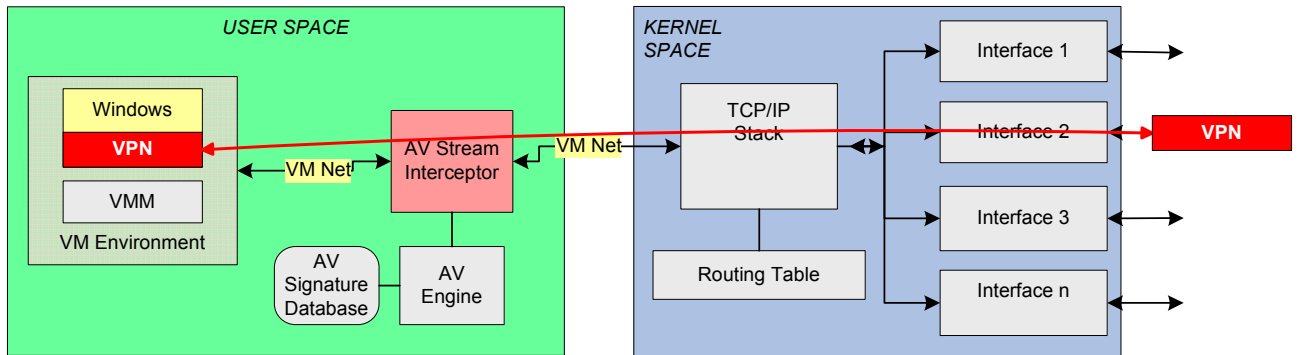 USER SPACE
Windows
VPN
VMM
VM Environment
VM Net
AV Stream
Interceptor
AV
Signature
Database
AV
Engine
VM Net
KERNEL
SPACE
TCP/IP
Stack
Routing Table
Interface 1
Interface 2
Interface 3
Interface n
VPN